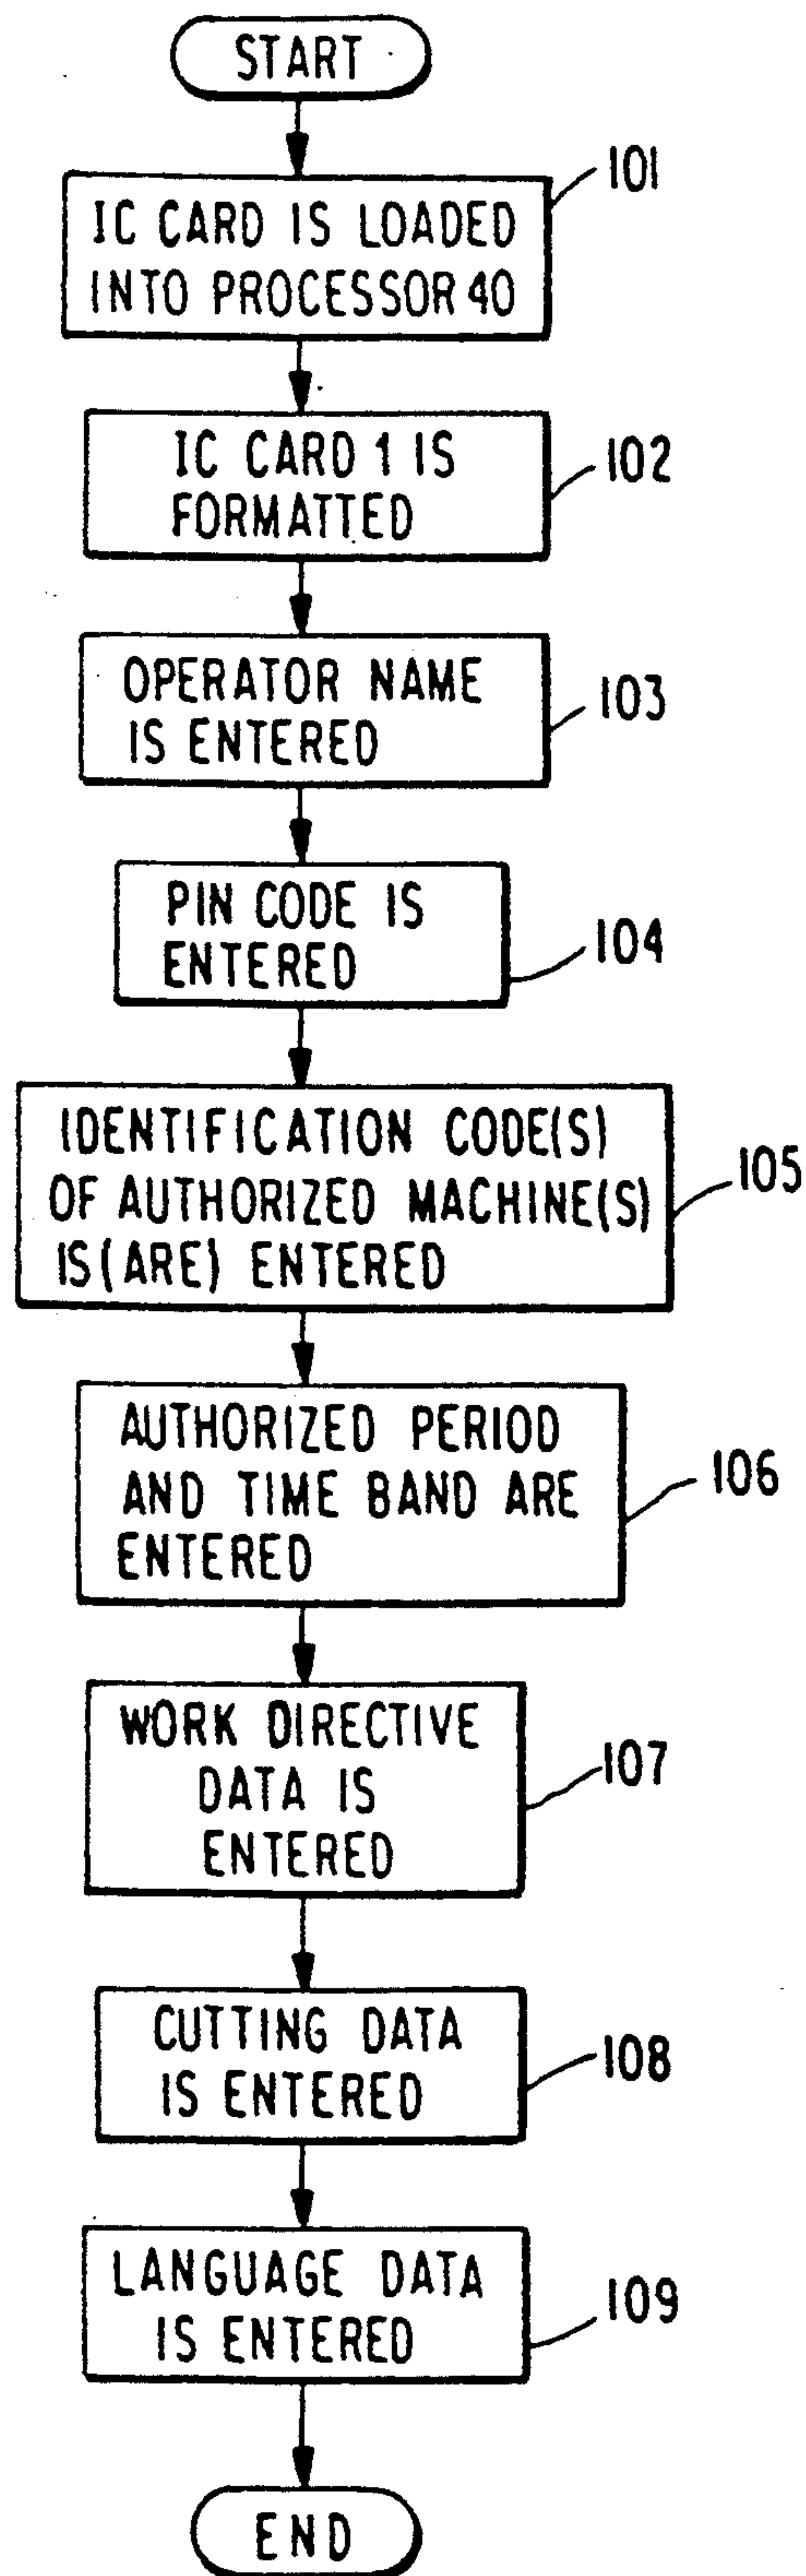 START
101
IC CARD IS LOADED
INTO PROCESSOR 40
IC CARD 1 IS
FORMATTED
102
OPERATOR NAME
IS ENTERED
103
PIN CODE IS
ENTERED
104
IDENTIFICATION CODE(S)
OF AUTHORIZED MACHINE(S)
IS(ARE) ENTERED
105
AUTHORIZED PERIOD
AND TIME BAND ARE
ENTERED
106
WORK DIRECTIVE
DATA IS
ENTERED
107
CUTTING DATA
IS ENTERED
108
LANGUAGE DATA
IS ENTERED
109
END